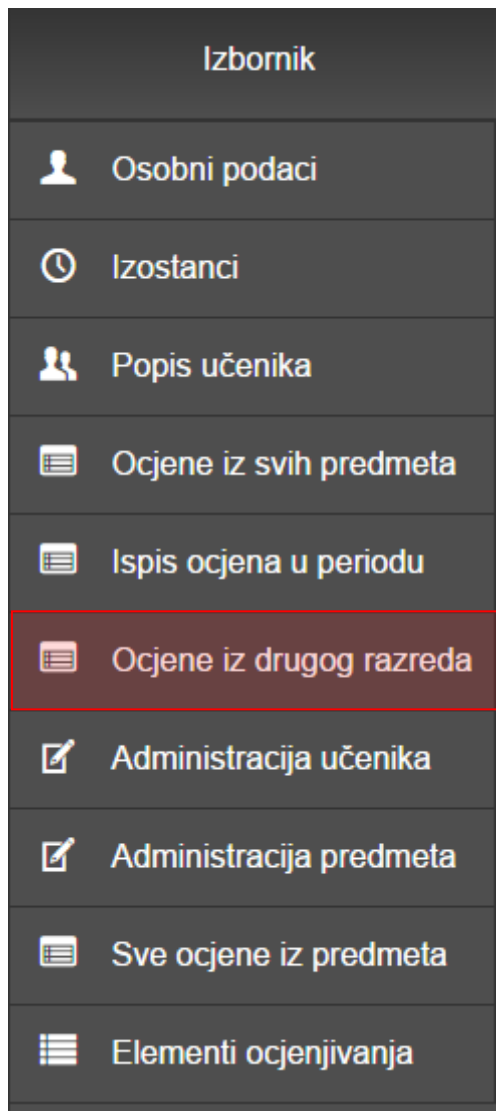 Izbornik
Osobni podaci
Izostanci
Popis učenika
Ocjene iz svih predmeta
Ispis ocjena u periodu
Ocjene iz drugog razreda
Administracija učenika
Administracija predmeta
Sve ocjene iz predmeta
Elementi ocjenjivanja